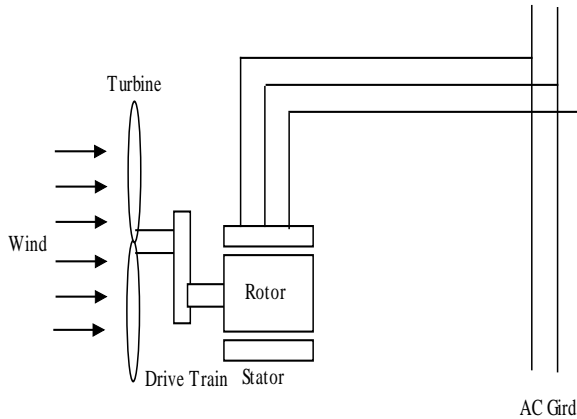 Turbine
Wind
Rotor
Drive Train
Stator
AC Gird